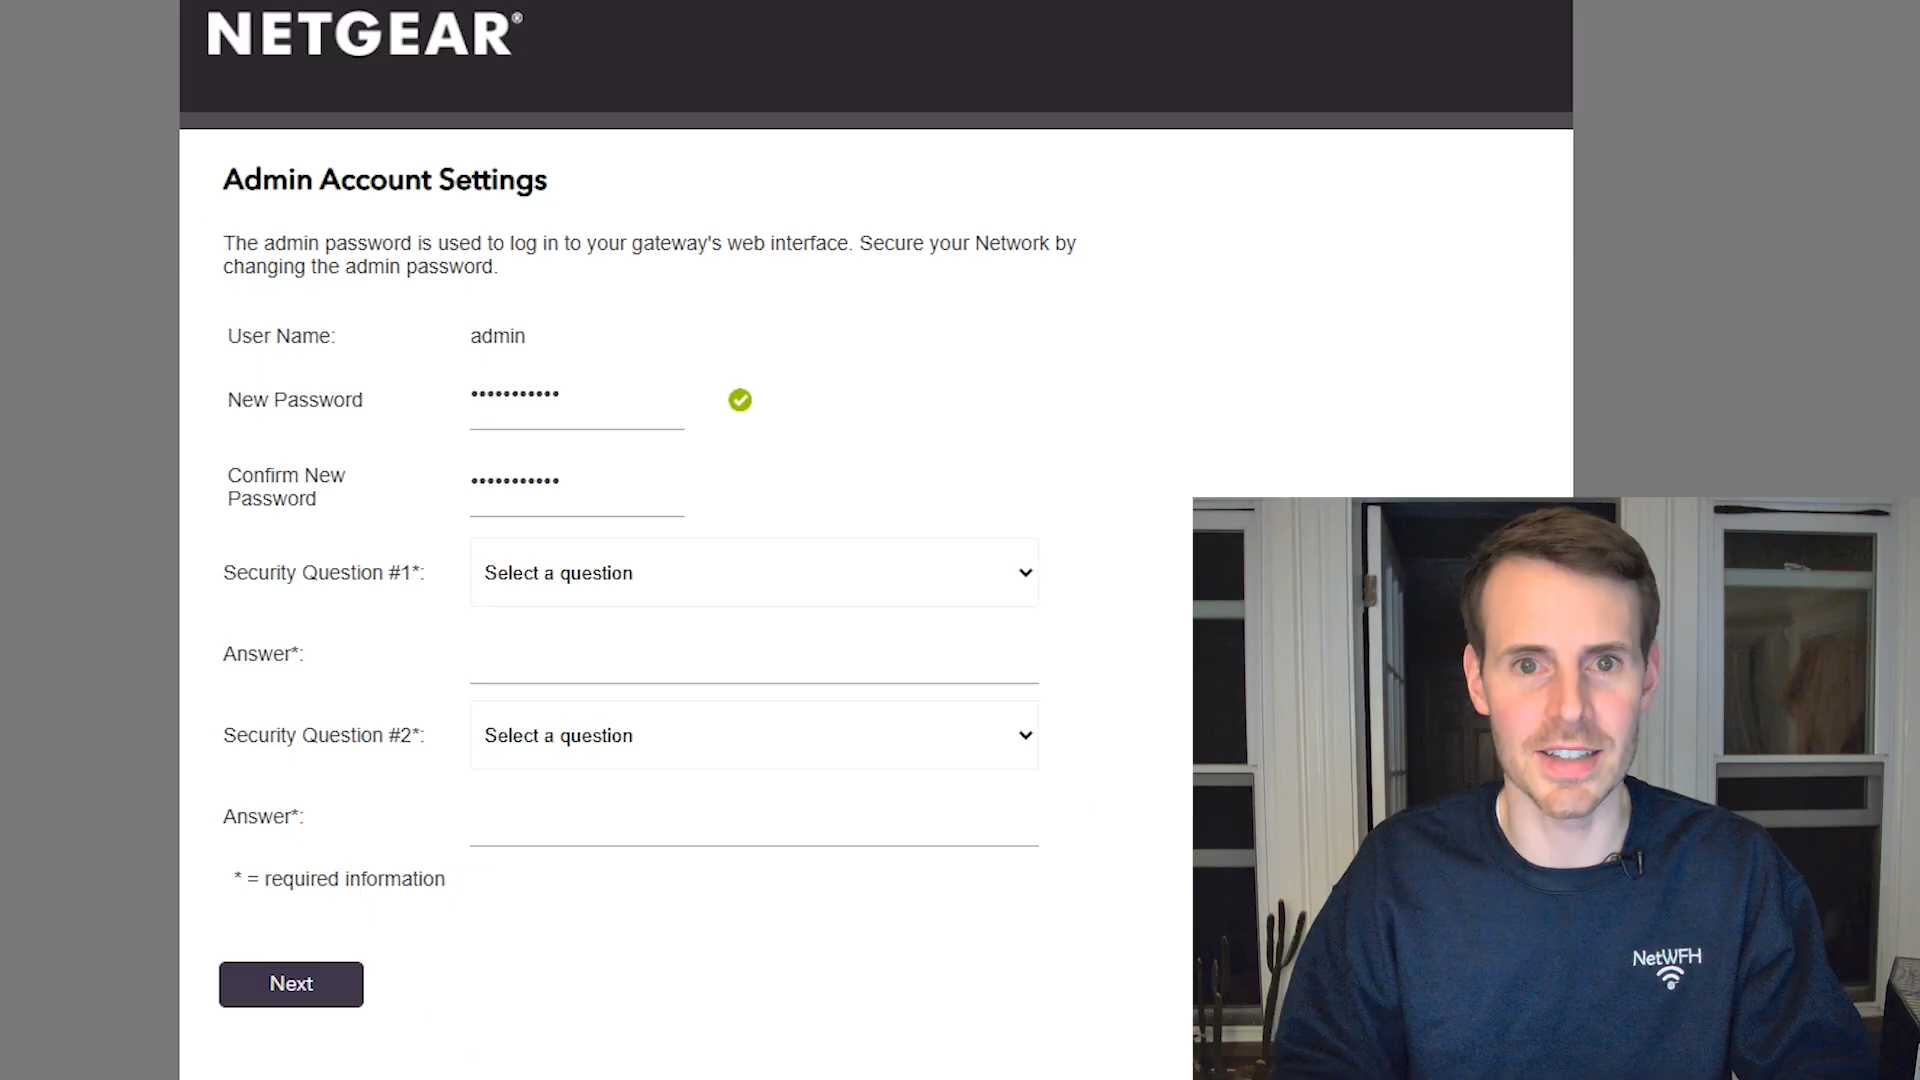 NETGEAR®
Admin Account Settings
The admin password is used to log in to your gateway's web interface. Secure your Network by
changing the admin password.
User Name: admin
New Password •••••••••••
Confirm New
Password •••••••••••
Security Question #1*: Select a question
Answer*:
Security Question #2*: Select a question
Answer*:
* = required information
Next
NetWFH